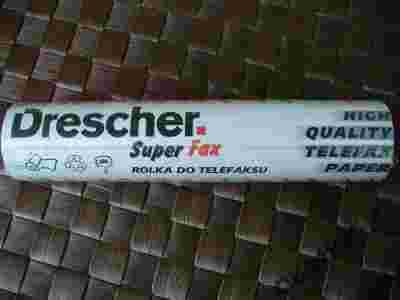 Drescher
Super Fax
ROLKA DO TELEFAKSU
HIGH
QUALITY
TELEFAX
PAPER